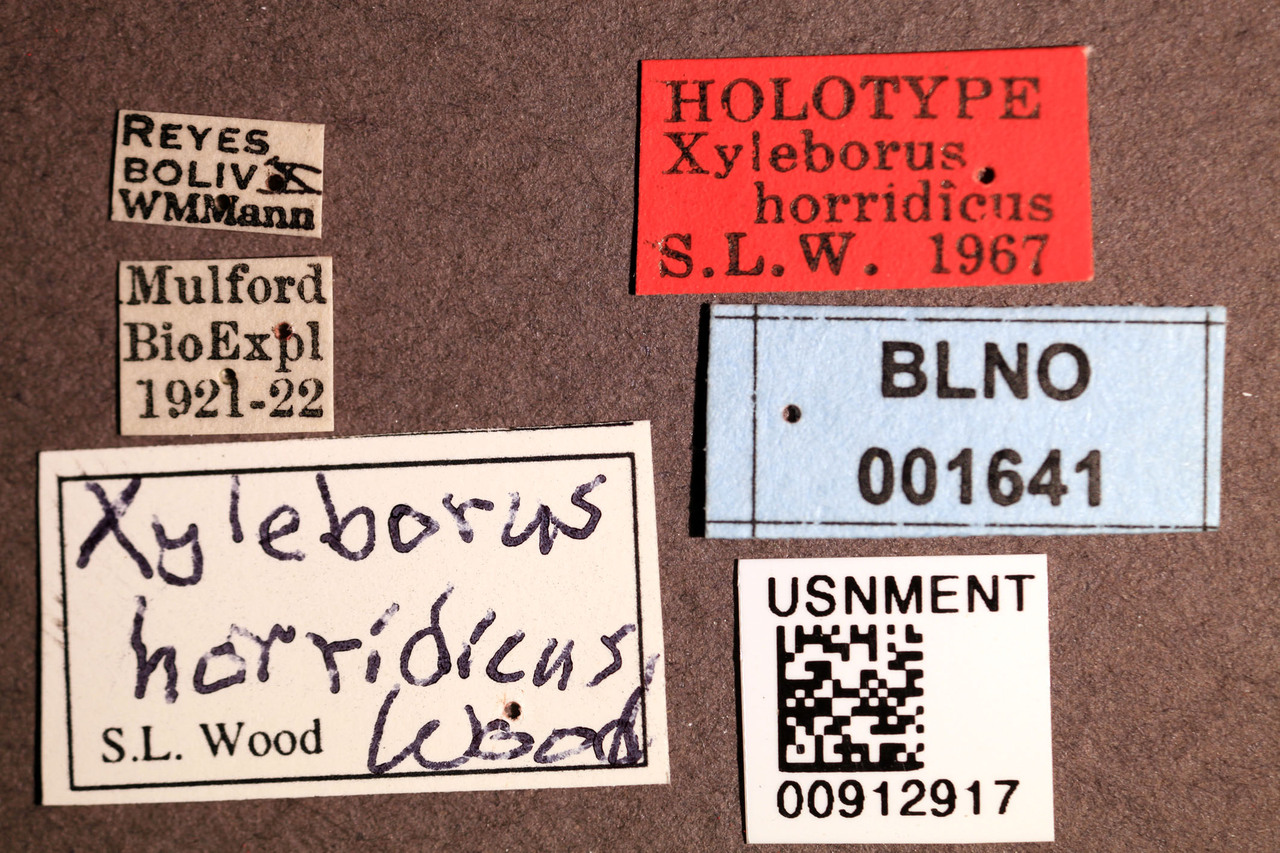 REYES
BOLIV X
WMMann
Mulford
BioExpl
1921-22
Xyleborus
horridicus
Wood
S.L. Wood
HOLOTYPE
Xyleborus
horridicus
S.L.W. 1967
BLNO
001641
USNMENT
00912917